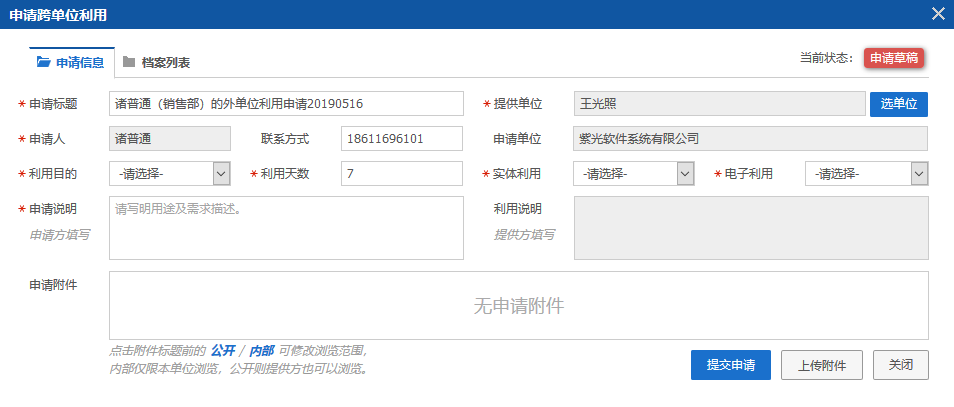 申请跨单位利用
申请信息 档案列表 当前状态： 申请草稿
* 申请标题 诸普通（销售部）的外单位利用申请20190516 * 提供单位 王光照 选单位
* 申请人 诸普通 联系方式 18611696101 申请单位 紫光软件系统有限公司
* 利用目的 -请选择- * 利用天数 7 * 实体利用 -请选择- * 电子利用 -请选择-
* 申请说明 请写明用途及需求描述。 利用说明
申请方填写 提供方填写
申请附件 无申请附件
点击附件标题前的 公开 / 内部 可修改浏览范围，
内部仅限本单位浏览，公开则提供方也可以浏览。
提交申请 上传附件 关闭